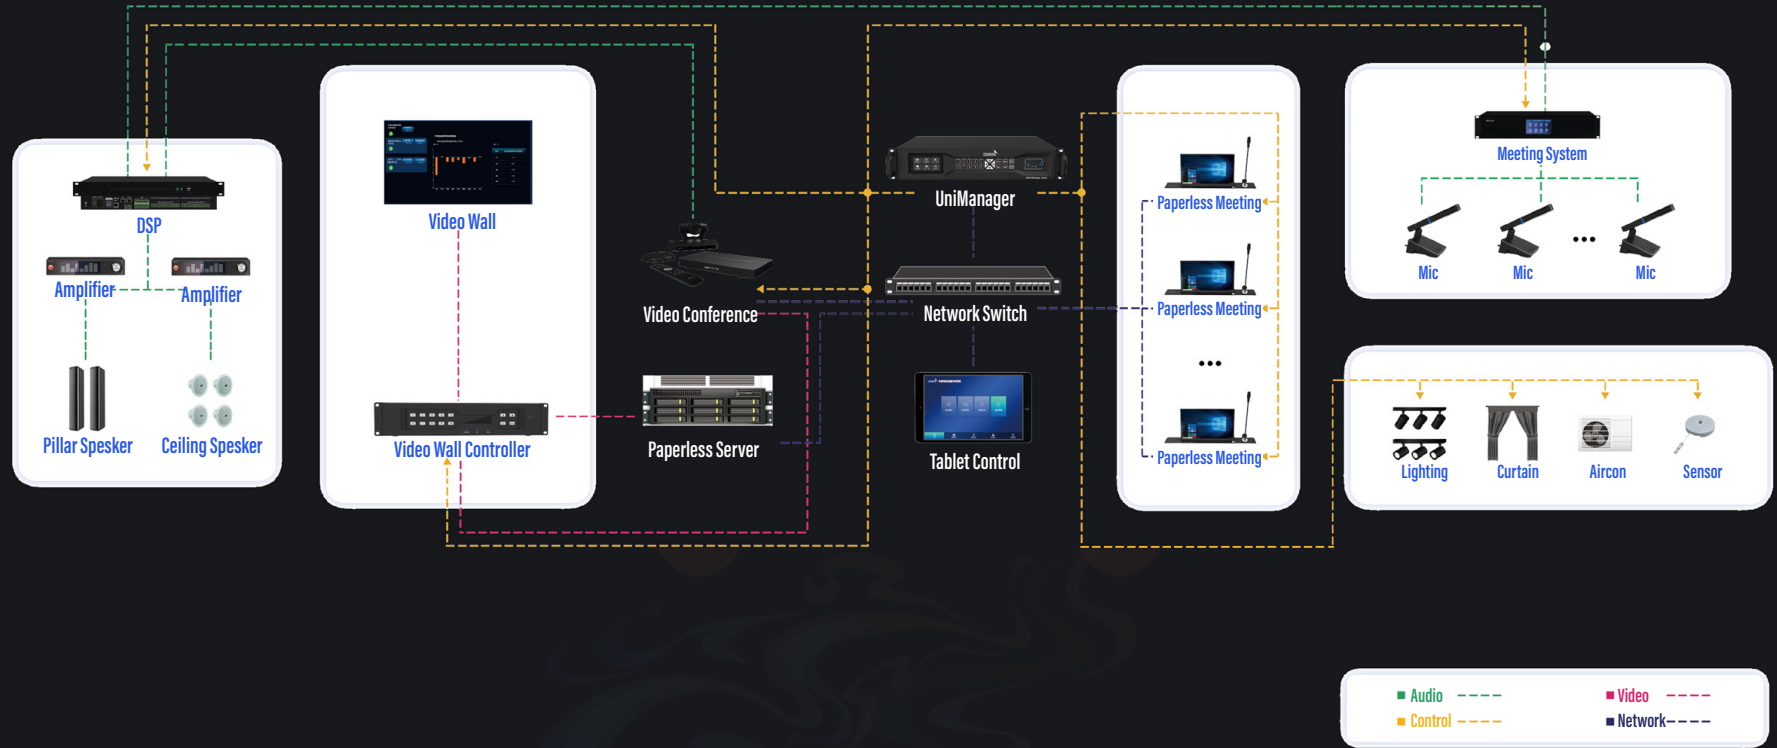 DSP
Amplifier
Amplifier
Pillar Spesker
Ceiling Spesker
Video Wall
Video Wall Controller
Video Conference
Paperless Server
UniManager
Network Switch
Tablet Control
Paperless Meeting
Paperless Meeting
•••
Paperless Meeting
Meeting System
•••
Mic
Mic
Mic
Lighting
Curtain
Aircon
Sensor
Audio
Video
Control
Network